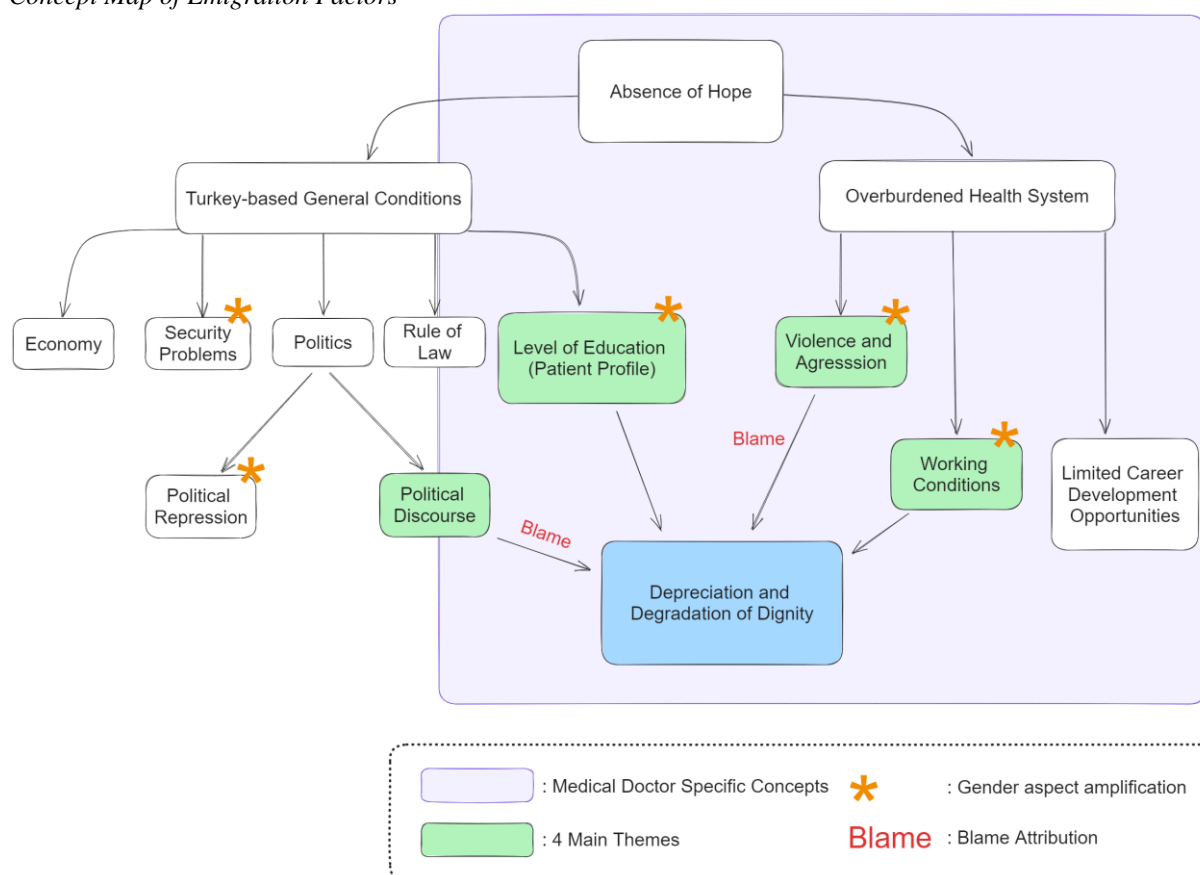 Concept Map of Emigration Factors
Absence of Hope
Turkey-based General Conditions
Overburdened Health System
Economy
Security
Problems
Politics
Rule of
Law
Level of Education
(Patient Profile)
Violence and
Agresssion
Blame
Political
Repression
Political
Discourse
Working
Conditions
Limited Career
Development
Opportunities
Blame
Depreciation and
Degradation of Dignity
: Medical Doctor Specific Concepts
: Gender aspect amplification
: 4 Main Themes
Blame : Blame Attribution